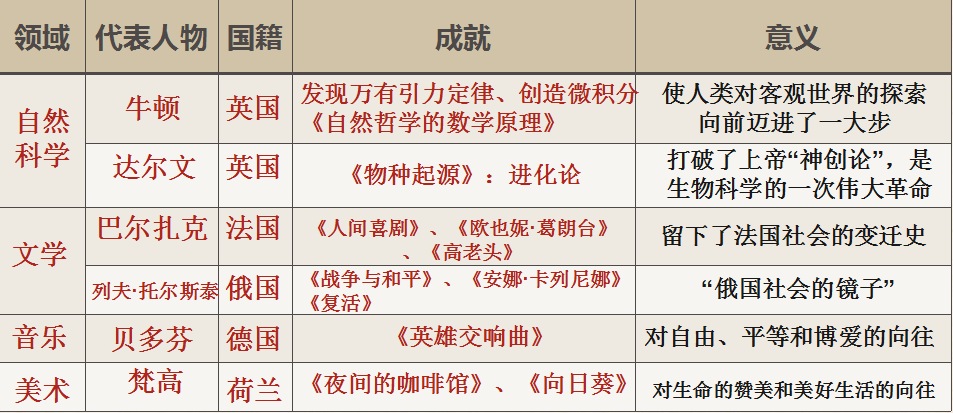 领域 代表人物 国籍 成就 意义
自然
科学
牛顿 英国
发现万有引力定律、创造微积分
《自然哲学的数学原理》
使人类对客观世界的探索
向前迈进了一大步
达尔文 英国 《物种起源》：进化论
打破了上帝“神创论”，是
生物科学的一次伟大革命
文学
巴尔扎克 法国
《人间喜剧》、《欧也妮·葛朗台》
、《高老头》
留下了法国社会的变迁史
列夫·托尔斯泰 俄国
《战争与和平》、《安娜·卡列尼娜》
《复活》
“俄国社会的镜子”
音乐 贝多芬 德国 《英雄交响曲》 对自由、平等和博爱的向往
美术 梵高 荷兰 《夜间的咖啡馆》、《向日葵》 对生命的赞美和美好生活的向往